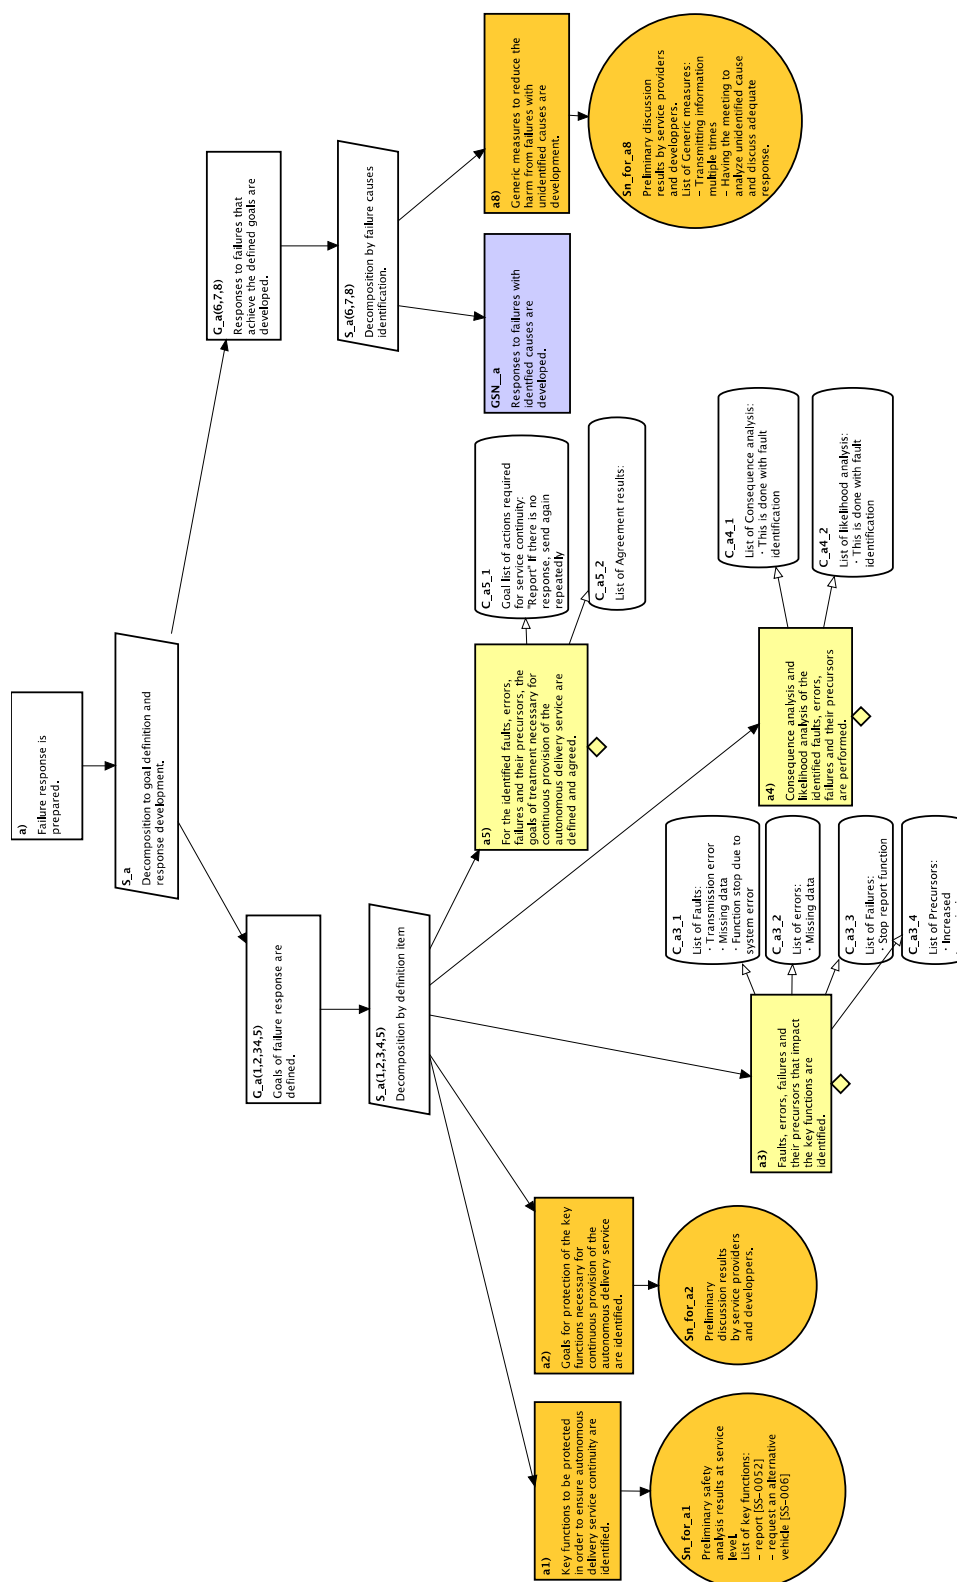 a)
Failure response is
prepared.
S_a
Decomposition to goal definition and
response development.
G_a(1,2,34,5)
Goals of failure response are
defined.
G_a(6,7,8)
Responses to failures that
achieve the defined goals are
developed.
S_a(1,2,3,4,5)
Decomposition by definition item
S_a(6,7,8)
Decomposition by failure causes
identification.
a1)
Key functions to be protected
in order to ensure autonomous
delivery service continuity are
identified.
a2)
Goals for protection of the key
functions necessary for
continuous provision of the
autonomous delivery service
are identified.
a5)
For the identified faults, errors,
failures and their precursors, the
goals of treatment necessary for
continuous provision of the
autonomous delivery service are
defined and agreed.
C_a5_1
Goal list of actions required
for service continuity:
"Report" If there is no
response, send again
repeatedly
C_a5_2
List of Agreement results:
GSN__a
Responses to failures with
identfied causes are
developed.
a8)
Generic measures to reduce the
harm from failures with
unidentified causes are
development.
Sn_for_a1
Preliminary safety
analysis results at service
level.
List of key functions:
– report [SS-0052]
– request an alternative
vehicle [SS-006]
Sn_for_a2
Preliminary
discussion results
by service providers
and developpers.
Sn_for_a8
Preliminary discussion
results by service providers
and developpers.
List of Generic measures:
– Transmitting information
multiple times
– Having the meeting to
analyze unidentified cause
and discuss adequate
response.
a3)
Faults, errors, failures and
their precursors that impact
the key functions are
identified.
C_a3_1
List of Faults:
· Transmission error
· Missing data
· Function stop due to
system error
C_a3_2
List of errors:
· Missing data
C_a3_3
List of Failures:
· Stop report function
C_a3_4
List of Precursors:
· Increased
a4)
Consequence analysis and
likelihood analysis of the
identified faults, errors,
failures and their precursors
are performed.
C_a4_1
List of Consequence analysis:
· This is done with fault
identification
C_a4_2
List of likelihood analysis:
· This is done with fault
identification